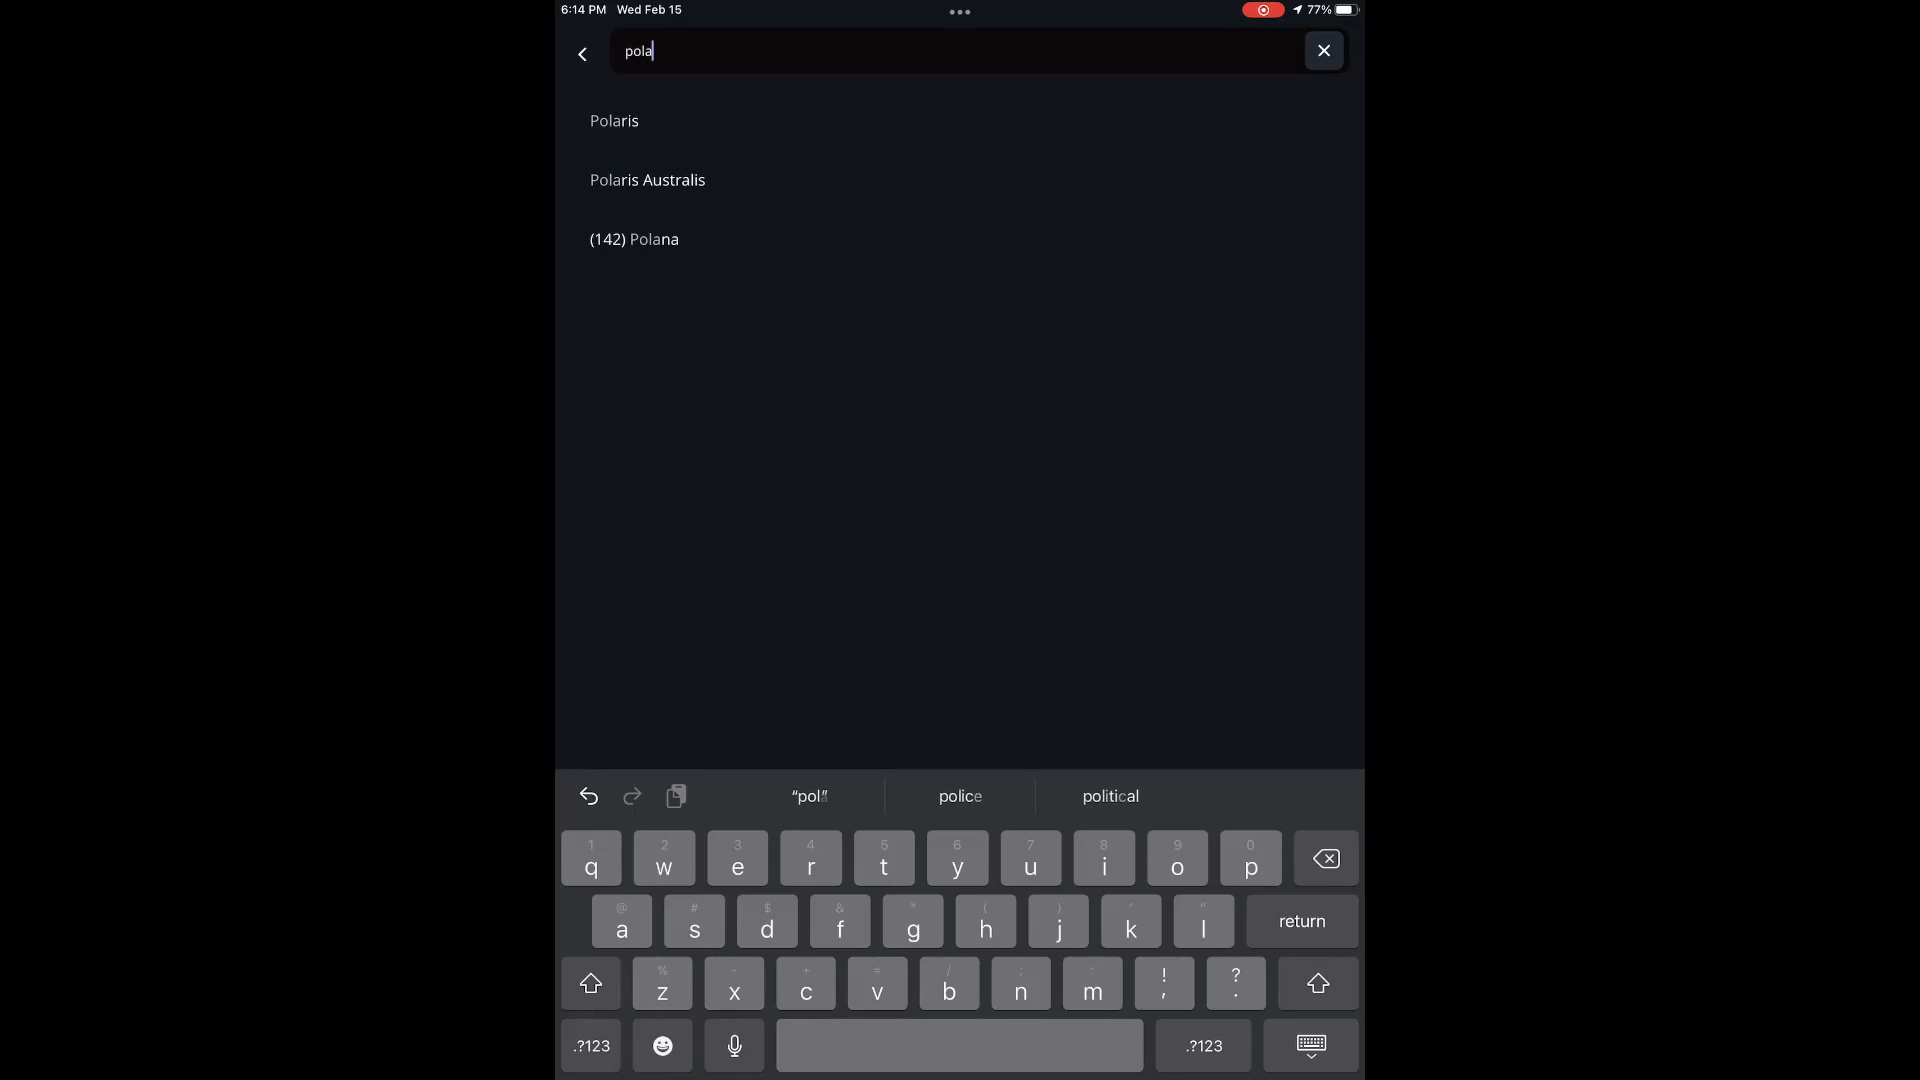 6:14 PM Wed Feb 15 77%
pola
Polaris
Polaris Australis
(142) Polana
"pol" police political
1 2 3 4 5 6 7 8 9 0
q w e r t y u i o p
@ # $ & * ( ) ' "
a s d f g h j k l return
% - + = / ; : ! ?
z x c v b n m , .
.?123 .?123